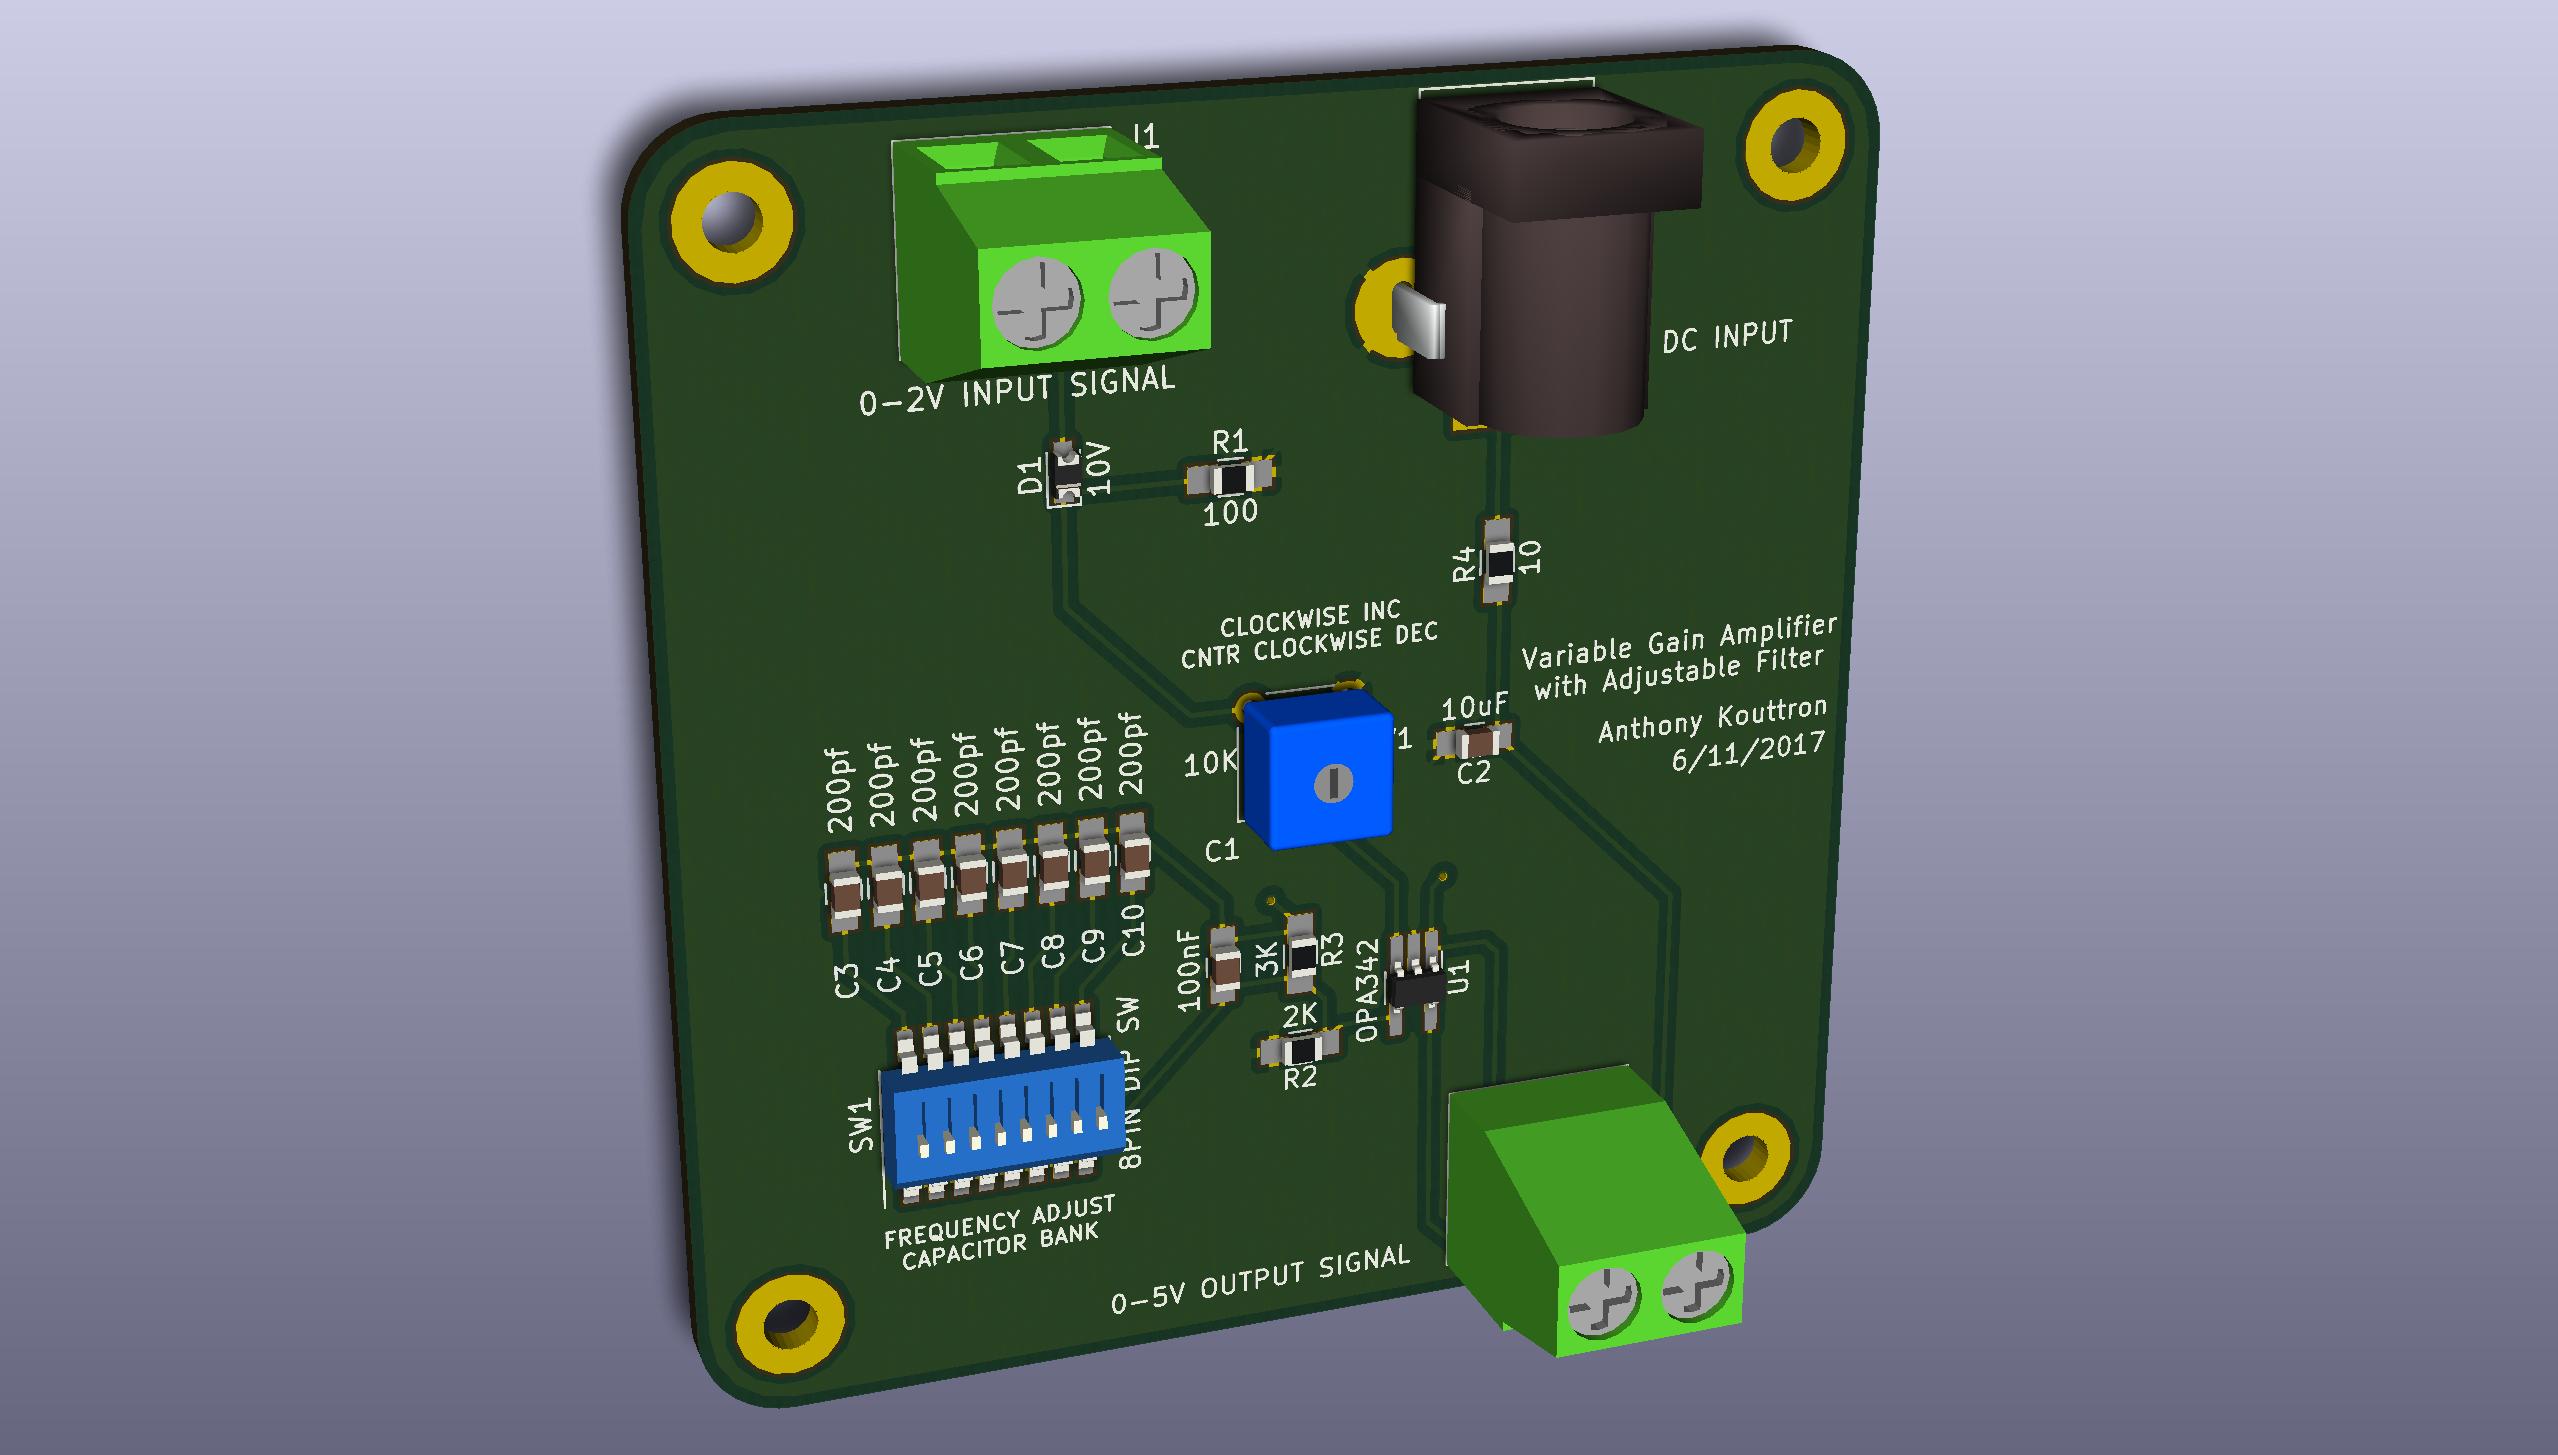 0-2V INPUT SIGNAL
DC INPUT
D1
10V
R1
100
R4
10
CLOCKWISE INC
CNTR CLOCKWISE DEC
Variable Gain Amplifier
with Adjustable Filter
Anthony Kouttron
6/11/2017
10uF
C2
10K
C1
200pf
200pf
200pf
200pf
200pf
200pf
200pf
200pf
C3
C4
C5
C6
C7
C8
C9
C10
100nF
3K
R3
2K
R2
OPA342
U1
SW1
8PIN DIP SW
FREQUENCY ADJUST
CAPACITOR BANK
0-5V OUTPUT SIGNAL